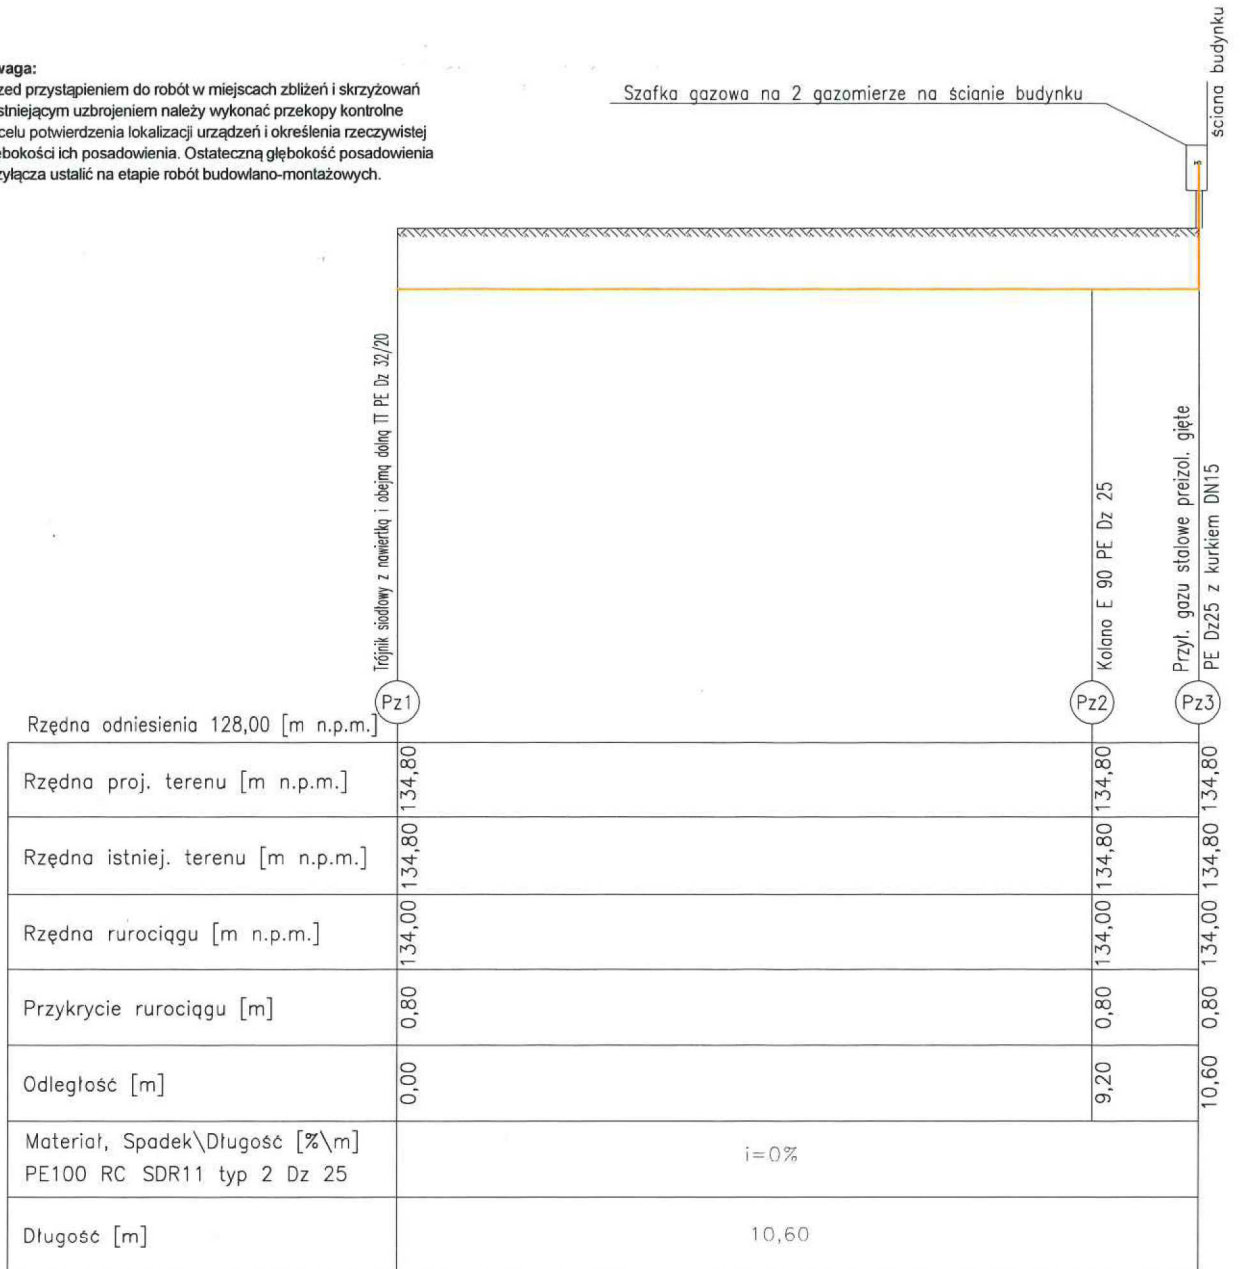 waga:
zed przystąpieniem do robót w miejscach zbliżeń i skrzyżowań
stniejącym uzbrojeniem należy wykonać przekopy kontrolne
celu potwierdzenia lokalizacji urządzeń i określenia rzeczywistej
ębokości ich posadowienia. Ostateczną głębokość posadowienia
zyłącza ustalić na etapie robót budowlano-montażowych.
Szafka gazowa na 2 gazomierze na ścianie budynku
ściana budynku
Trójnik siodłowy z nawiertką i obejmą dolną TT PE Dz 32/20
Kolano E 90 PE Dz 25
Przył. gazu stalowe preizol. gięte
PE Dz25 z kurkiem DN15
Pz1
Pz2
Pz3
Rzędna odniesienia 128,00 [m n.p.m.]
Rzędna proj. terenu [m n.p.m.] 134,80 134,80 134,80
Rzędna istniej. terenu [m n.p.m.] 134,80 134,80 134,80
Rzędna rurociągu [m n.p.m.] 134,00 134,00 134,00
Przykrycie rurociągu [m] 0,80 0,80 0,80
Odległość [m] 0,00 9,20 10,60
Materiał, Spadek\Długość [%\m]
PE100 RC SDR11 typ 2 Dz 25
i=0%
Długość [m] 10,60